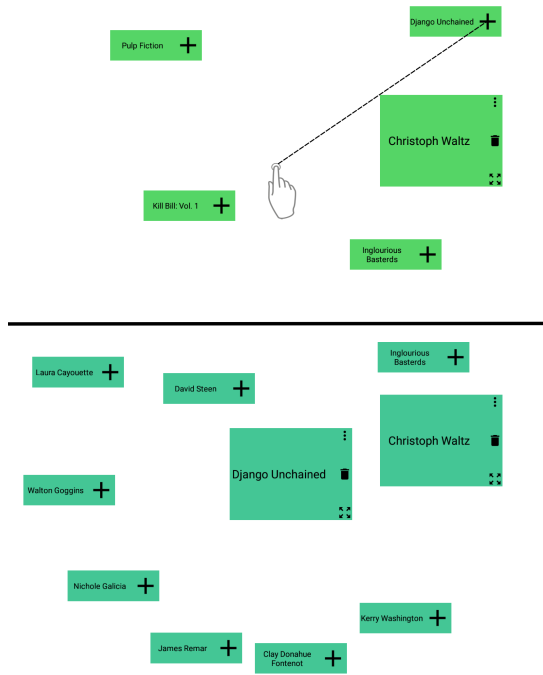 Django Unchained
Pulp Fiction
Christoph Waltz
Kill Bill: Vol. 1
Inglourious
Basterds
Inglourious
Basterds
Laura Cayouette
David Steen
Christoph Waltz
Django Unchained
Walton Goggins
Nichole Galicia
Kerry Washington
James Remar
Clay Donahue
Fontenot